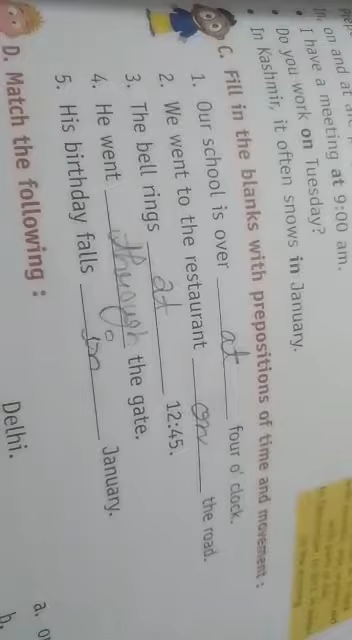 in, on and at are
• I have a meeting at 9:00 am.
• Do you work on Tuesday?
• In Kashmir, it often snows in January.
C. Fill in the blanks with prepositions of time and movement :
1. Our school is over at four o' clock.
2. We went to the restaurant on the road.
3. The bell rings at 12:45.
4. He went through the gate.
5. His birthday falls in January.
D. Match the following :
Delhi.
a.
b.